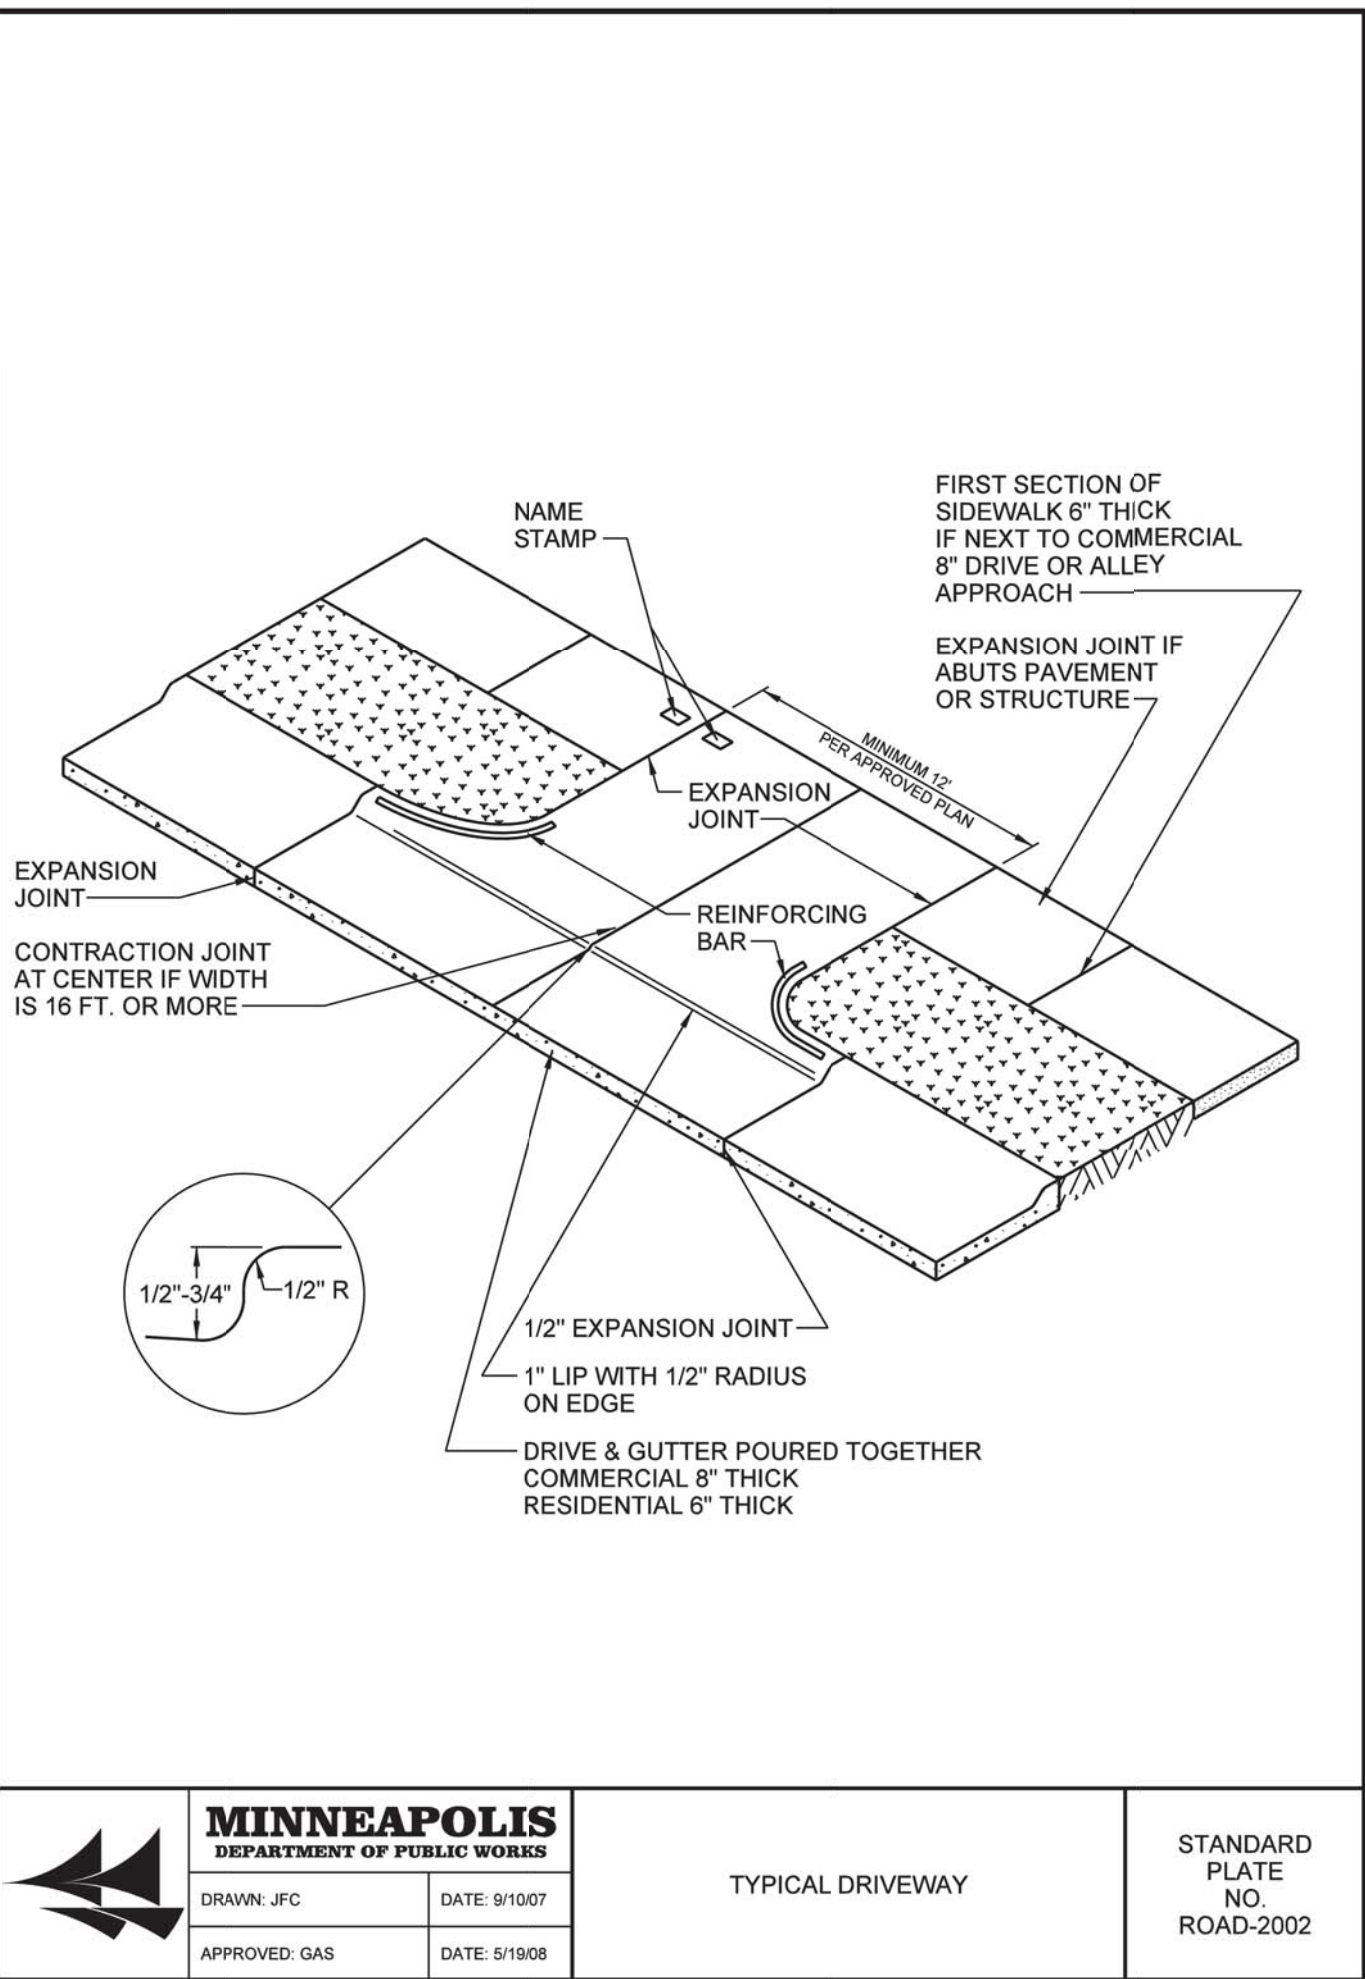 NAME
STAMP
FIRST SECTION OF
SIDEWALK 6" THICK
IF NEXT TO COMMERCIAL
8" DRIVE OR ALLEY
APPROACH
EXPANSION JOINT IF
ABUTS PAVEMENT
OR STRUCTURE
MINIMUM 12'
PER APPROVED PLAN
EXPANSION
JOINT
EXPANSION
JOINT
REINFORCING
BAR
CONTRACTION JOINT
AT CENTER IF WIDTH
IS 16 FT. OR MORE
1/2"-3/4"
1/2" R
1/2" EXPANSION JOINT
1" LIP WITH 1/2" RADIUS
ON EDGE
DRIVE & GUTTER POURED TOGETHER
COMMERCIAL 8" THICK
RESIDENTIAL 6" THICK
MINNEAPOLIS
DEPARTMENT OF PUBLIC WORKS
DRAWN: JFC
DATE: 9/10/07
APPROVED: GAS
DATE: 5/19/08
TYPICAL DRIVEWAY
STANDARD
PLATE
NO.
ROAD-2002